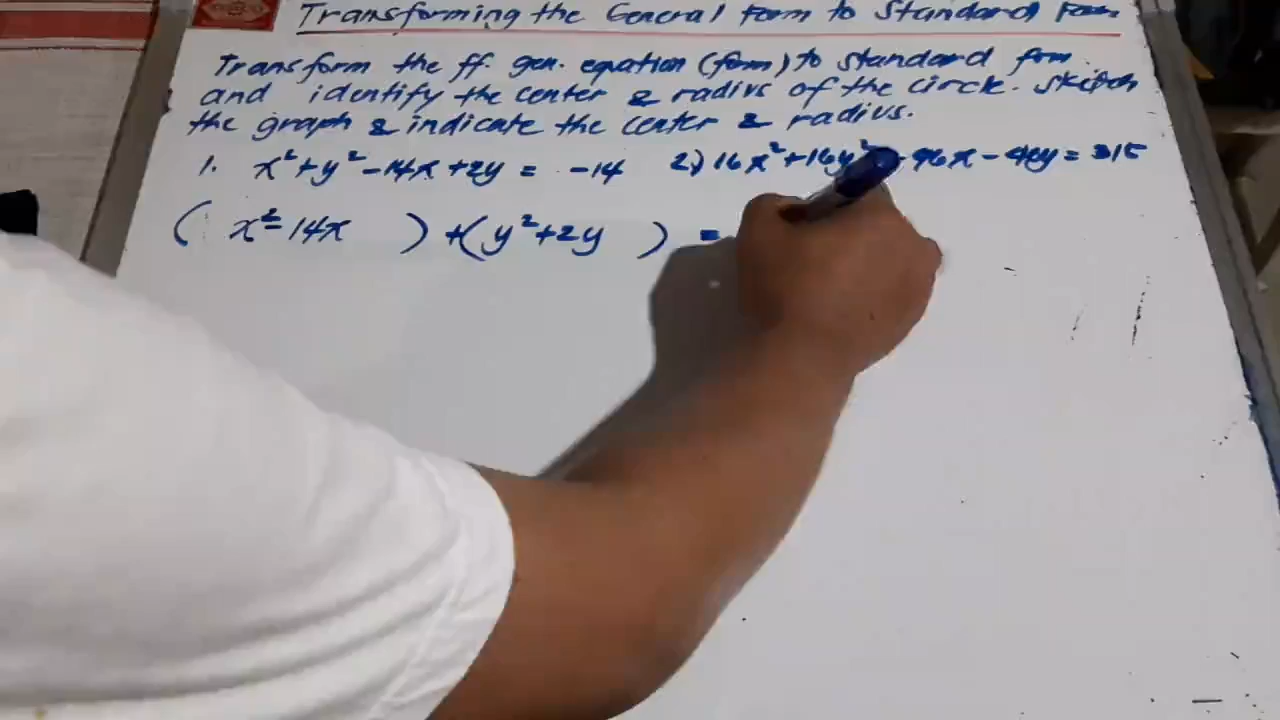 Transforming the General Form to Standard Form
Transform the ff gen. equation (form) to standard form
and identify the center & radius of the circle. Sketch
the graph & indicate the center & radius.
1. x²+y²-14x+2y = -14 2.) 16x²+16y² 96x - 48y = 315
( x²-14x ) +(y²+2y ) =